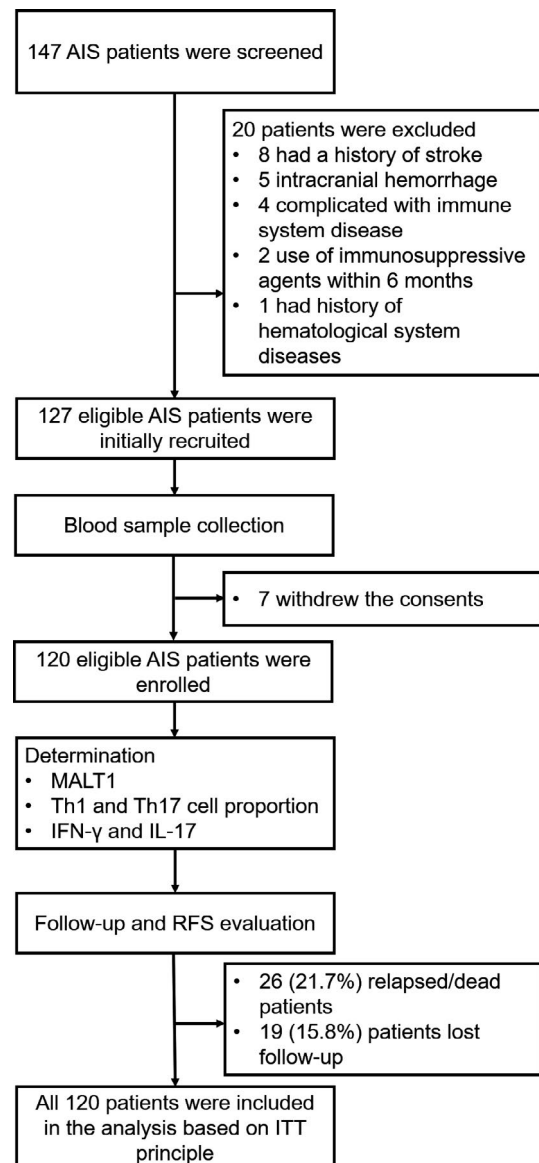 147 AIS patients were screened
20 patients were excluded
• 8 had a history of stroke
• 5 intracranial hemorrhage
• 4 complicated with immune
system disease
• 2 use of immunosuppressive
agents within 6 months
• 1 had history of
hematological system
diseases
127 eligible AIS patients were
initially recruited
Blood sample collection
• 7 withdrew the consents
120 eligible AIS patients were
enrolled
Determination
• MALT1
• Th1 and Th17 cell proportion
• IFN-γ and IL-17
Follow-up and RFS evaluation
• 26 (21.7%) relapsed/dead
patients
• 19 (15.8%) patients lost
follow-up
All 120 patients were included
in the analysis based on ITT
principle